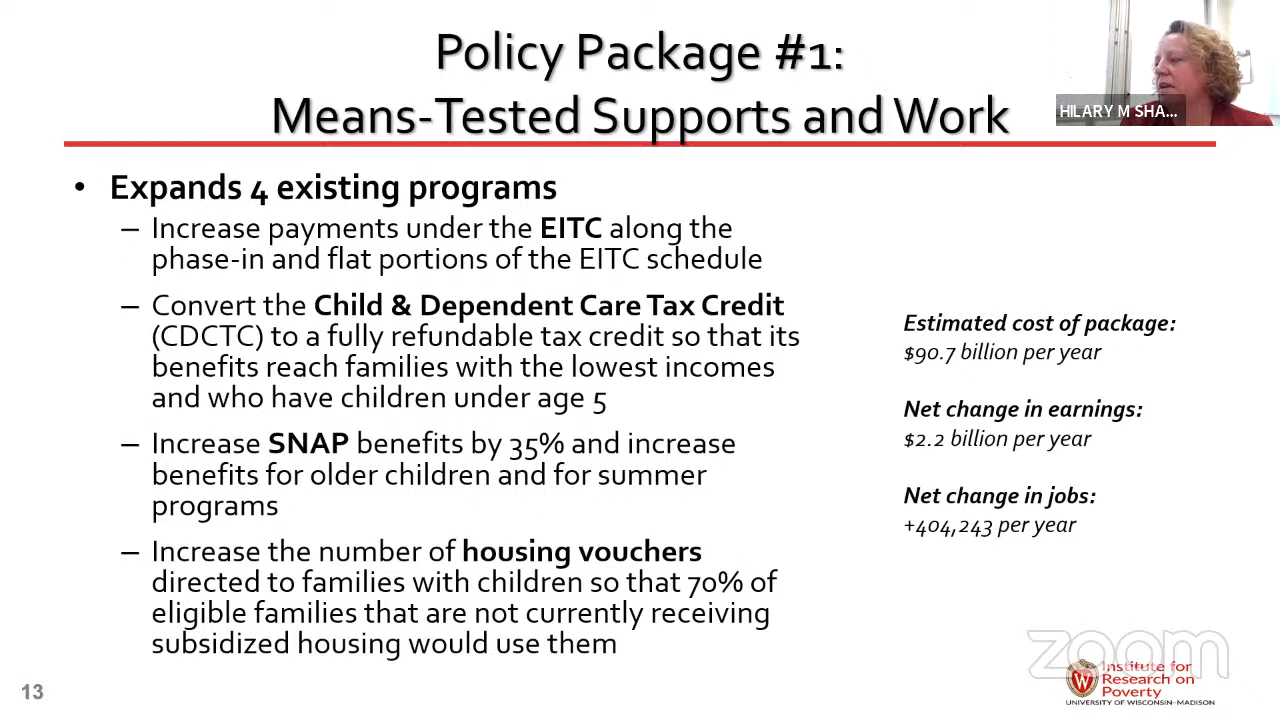 Policy Package #1:
Means-Tested Supports and Work
HILARY M SHA...
• Expands 4 existing programs
– Increase payments under the EITC along the
phase-in and flat portions of the EITC schedule
– Convert the Child & Dependent Care Tax Credit
(CDCTC) to a fully refundable tax credit so that its
benefits reach families with the lowest incomes
and who have children under age 5
– Increase SNAP benefits by 35% and increase
benefits for older children and for summer
programs
– Increase the number of housing vouchers
directed to families with children so that 70% of
eligible families that are not currently receiving
subsidized housing would use them
Estimated cost of package:
$90.7 billion per year
Net change in earnings:
$2.2 billion per year
Net change in jobs:
+404,243 per year
zoom
W
Institute for
Research on
Poverty
UNIVERSITY OF WISCONSIN-MADISON
13